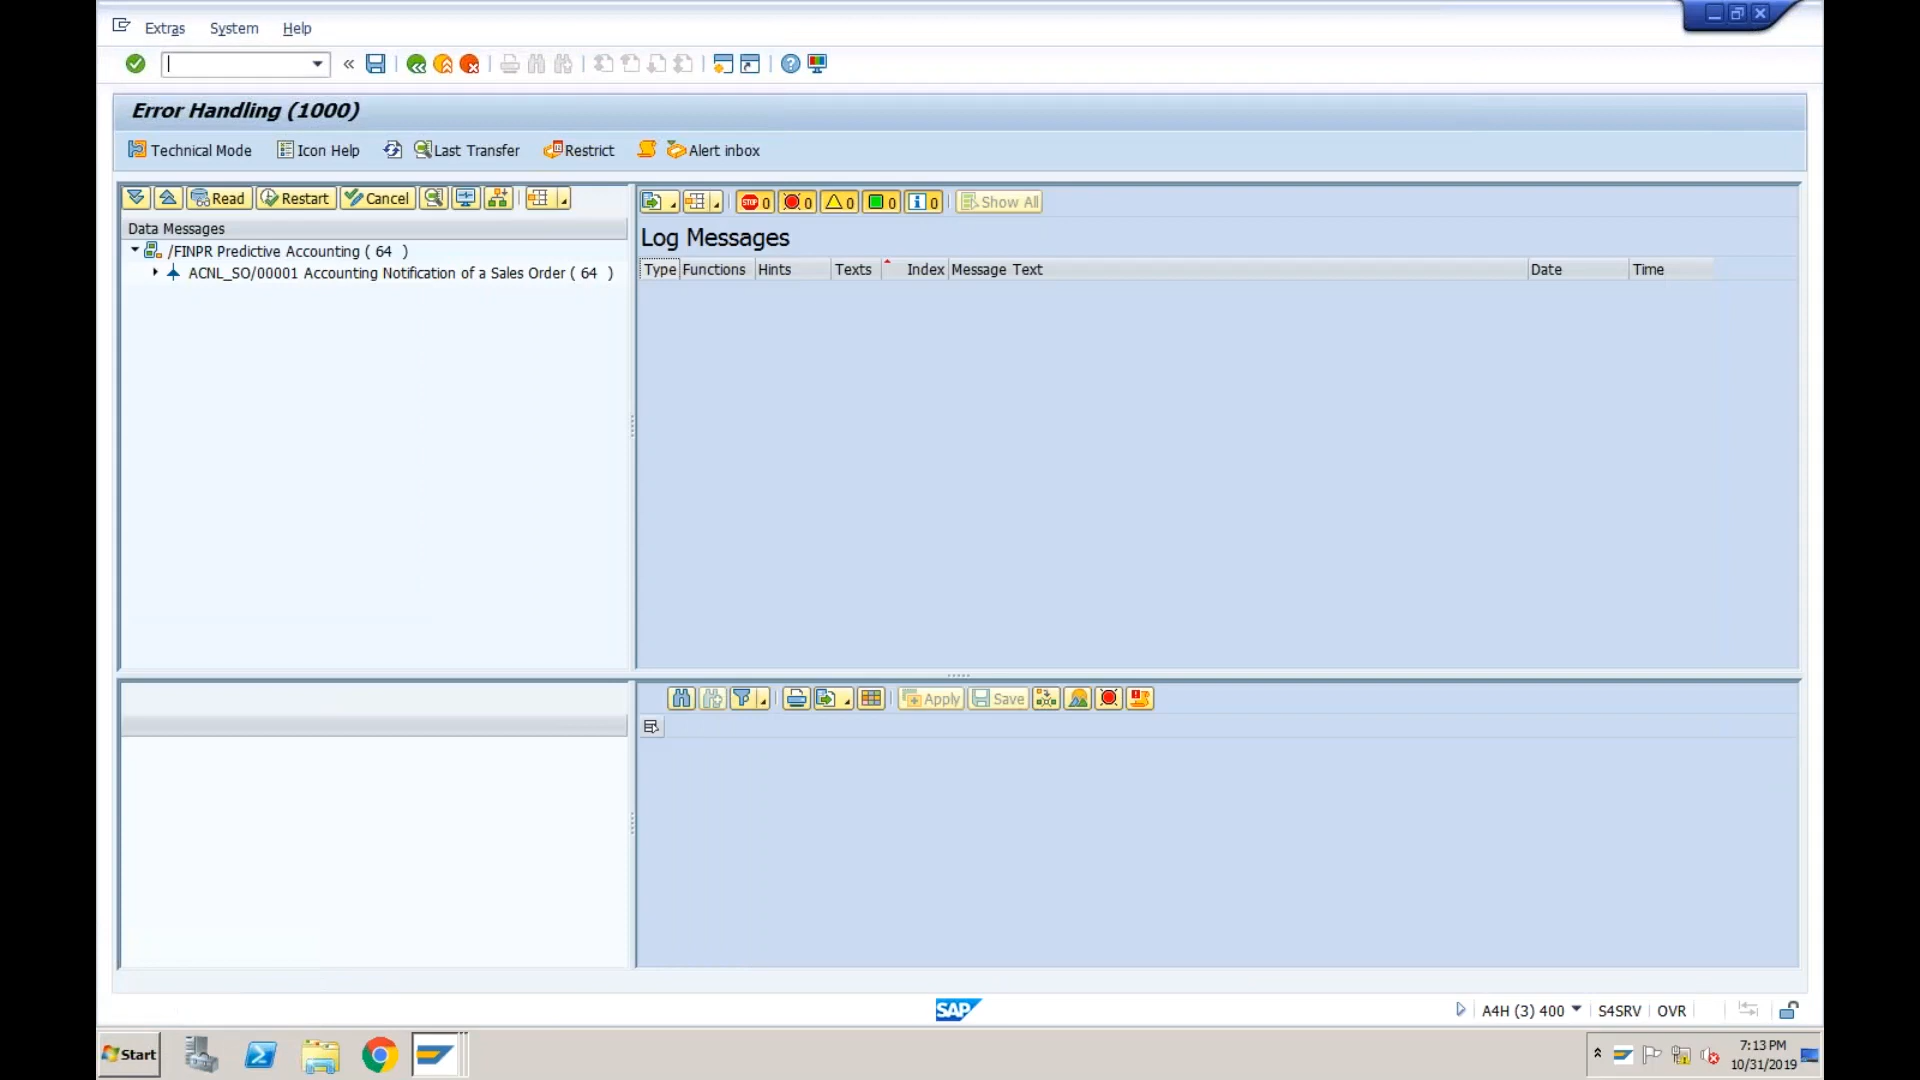 Extras System Help
Error Handling (1000)
Technical Mode Icon Help Last Transfer Restrict Alert inbox
Read Restart Cancel
Data Messages
/FINPR Predictive Accounting ( 64 )
ACNL_SO/00001 Accounting Notification of a Sales Order ( 64 )
STOP 0 0 0 0 0 Show All
Log Messages
Type Functions Hints Texts Index Message Text Date Time
Apply Save
SAP
A4H (3) 400 S4SRV OVR
Start
7:13 PM
10/31/2019